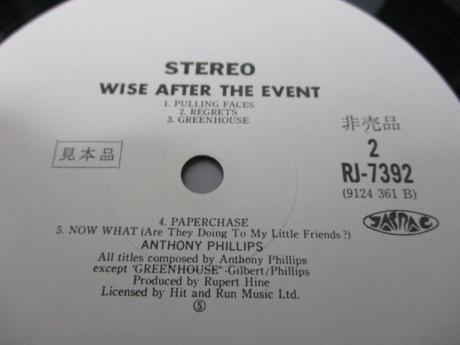 STEREO
WISE AFTER THE EVENT
1. PULLING FACES
2. REGRETS
3. GREENHOUSE
見本品
非売品
2
RJ-7392
(9124 361 B)
JASRAC
4. PAPERCHASE
5. NOW WHAT (Are They Doing To My Little Friends?)
ANTHONY PHILLIPS
All titles composed by Anthony Phillips
except 'GREENHOUSE'-Gilbert/Phillips
Produced by Rupert Hine
Licensed by Hit and Run Music Ltd.
Ⓢ